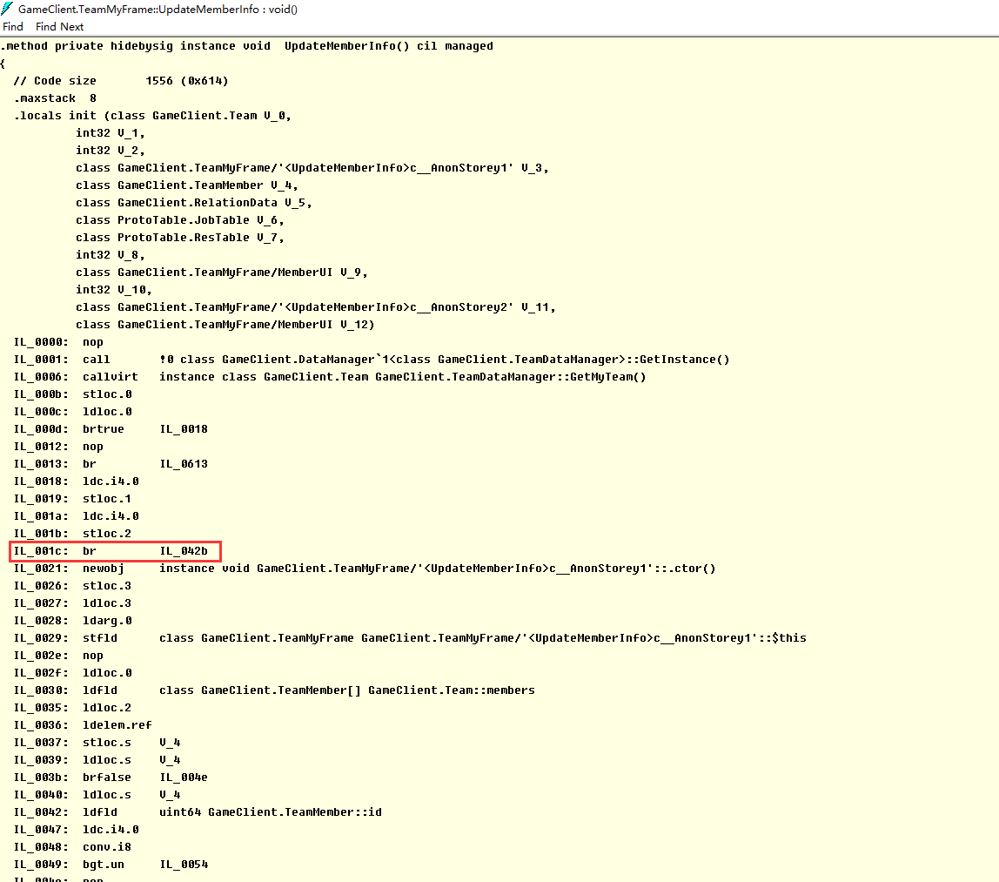 GameClient.TeamMyFrame::UpdateMemberInfo : void()
Find Find Next
.method private hidebysig instance void  UpdateMemberInfo() cil managed
{
  // Code size       1556 (0x614)
  .maxstack  8
  .locals init (class GameClient.Team V_0,
           int32 V_1,
           int32 V_2,
           class GameClient.TeamMyFrame/'<UpdateMemberInfo>c__AnonStorey1' V_3,
           class GameClient.TeamMember V_4,
           class GameClient.RelationData V_5,
           class ProtoTable.JobTable V_6,
           class ProtoTable.ResTable V_7,
           int32 V_8,
           class GameClient.TeamMyFrame/MemberUI V_9,
           int32 V_10,
           class GameClient.TeamMyFrame/'<UpdateMemberInfo>c__AnonStorey2' V_11,
           class GameClient.TeamMyFrame/MemberUI V_12)
  IL_0000:  nop
  IL_0001:  call       !0 class GameClient.DataManager`1<class GameClient.TeamDataManager>::GetInstance()
  IL_0006:  callvirt   instance class GameClient.Team GameClient.TeamDataManager::GetMyTeam()
  IL_000b:  stloc.0
  IL_000c:  ldloc.0
  IL_000d:  brtrue     IL_0018
  IL_0012:  nop
  IL_0013:  br         IL_0613
  IL_0018:  ldc.i4.0
  IL_0019:  stloc.1
  IL_001a:  ldc.i4.0
  IL_001b:  stloc.2
  IL_001c:  br         IL_042b
  IL_0021:  newobj     instance void GameClient.TeamMyFrame/'<UpdateMemberInfo>c__AnonStorey1'::.ctor()
  IL_0026:  stloc.3
  IL_0027:  ldloc.3
  IL_0028:  ldarg.0
  IL_0029:  stfld      class GameClient.TeamMyFrame GameClient.TeamMyFrame/'<UpdateMemberInfo>c__AnonStorey1'::$this
  IL_002e:  nop
  IL_002f:  ldloc.0
  IL_0030:  ldfld      class GameClient.TeamMember[] GameClient.Team::members
  IL_0035:  ldloc.2
  IL_0036:  ldelem.ref
  IL_0037:  stloc.s    V_4
  IL_0039:  ldloc.s    V_4
  IL_003b:  brfalse    IL_004e
  IL_0040:  ldloc.s    V_4
  IL_0042:  ldfld      uint64 GameClient.TeamMember::id
  IL_0047:  ldc.i4.0
  IL_0048:  conv.i8
  IL_0049:  bgt.un     IL_0054
  IL_004e:  nop